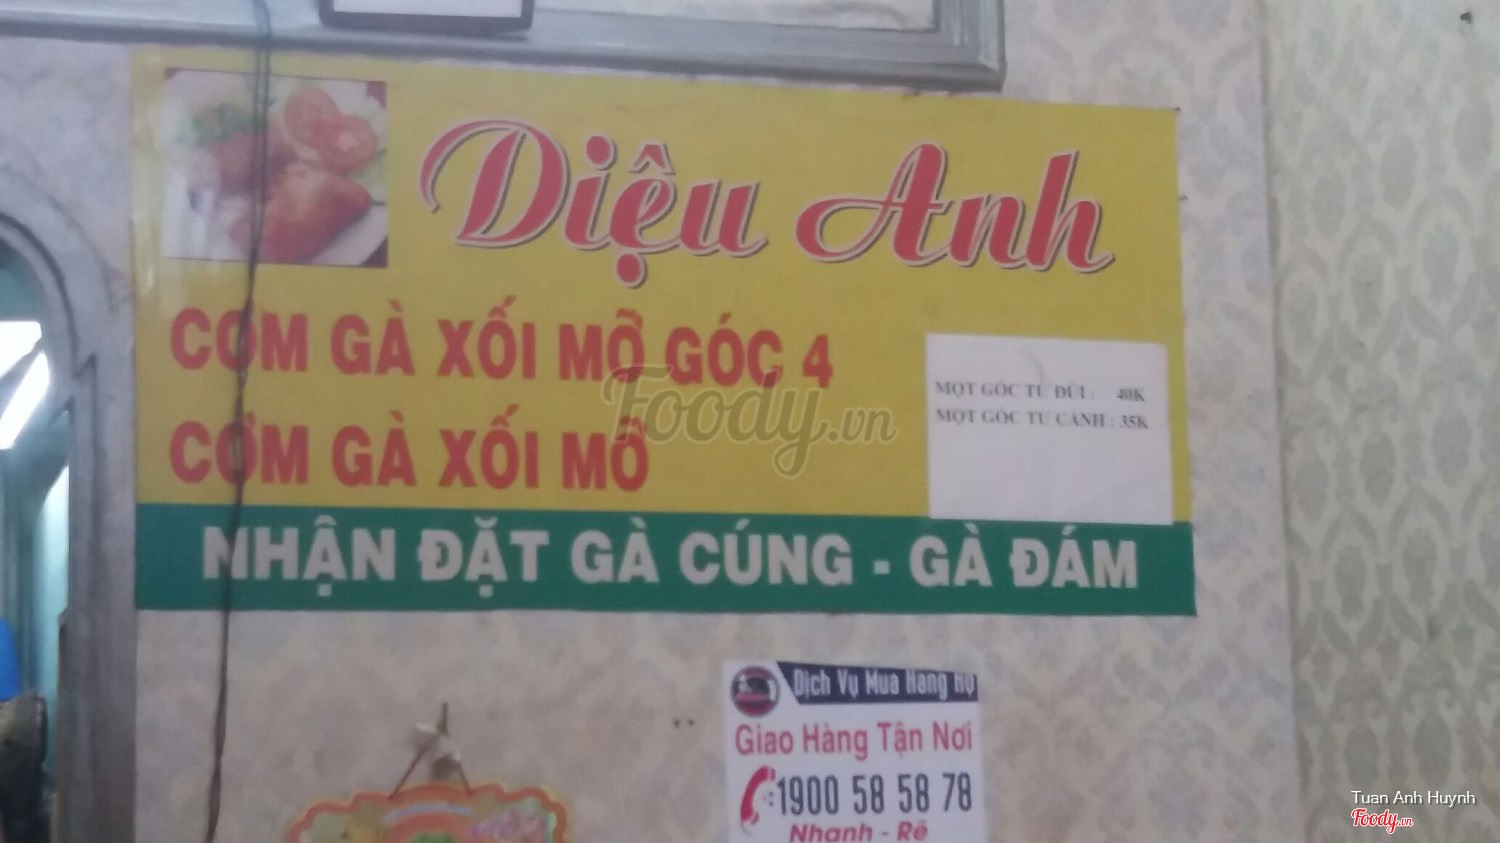 Diệu Anh
CƠM GÀ XỐI MỠ GÓC 4
CƠM GÀ XỐI MỠ
MỘT GÓC TƯ ĐÙI : 40K
MỘT GÓC TƯ CÁNH : 35K
NHẬN ĐẶT GÀ CÚNG - GÀ ĐÁM
Foody.vn
Dịch Vụ Mua Hàng Hộ
Giao Hàng Tận Nơi
1900 58 58 78
Nhanh - Rẻ
Tuan Anh Huynh
Foody.vn